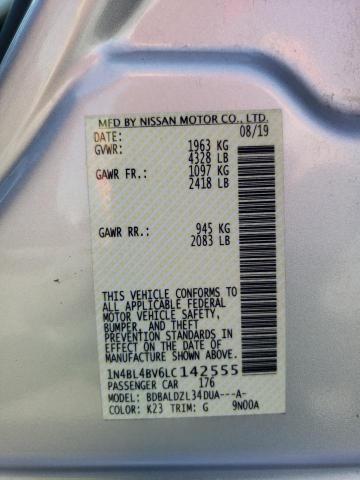 MFD BY NISSAN MOTOR CO., LTD.
DATE: 08/19
GVWR: 1963 KG
4328 LB
GAWR FR.: 1097 KG
2418 LB
GAWR RR.: 945 KG
2083 LB
THIS VEHICLE CONFORMS TO
ALL APPLICABLE FEDERAL
MOTOR VEHICLE SAFETY,
BUMPER, AND THEFT
PREVENTION STANDARDS IN
EFFECT ON THE DATE OF
MANUFACTURE SHOWN ABOVE.
1N4BL4BV6LC142555
PASSENGER CAR 176
MODEL: BDBALDZL34DUA---A-
COLOR: K23 TRIM: G 9N00A